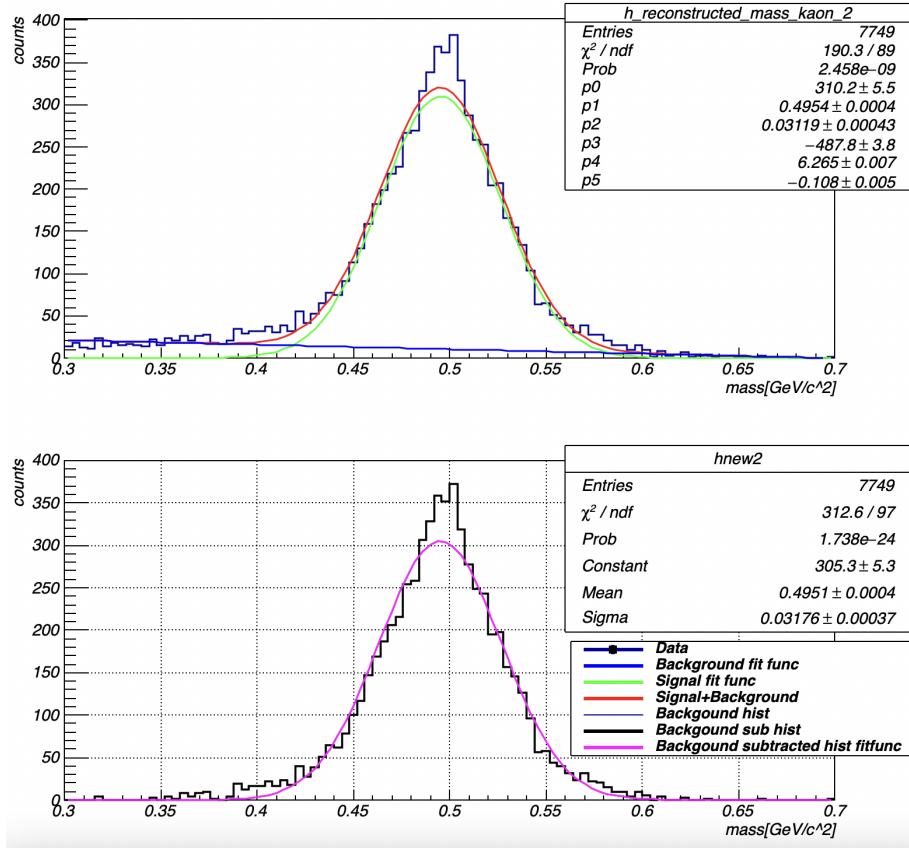 counts
400
350
300
250
200
150
100
50
0
0.3 0.35 0.4 0.45 0.5 0.55 0.6 0.65 0.7
mass[GeV/c^2]
h_reconstructed_mass_kaon_2
Entries 7749
χ² / ndf 190.3 / 89
Prob 2.458e−09
p0 310.2 ± 5.5
p1 0.4954 ± 0.0004
p2 0.03119 ± 0.00043
p3 −487.8 ± 3.8
p4 6.265 ± 0.007
p5 −0.108 ± 0.005
counts
400
350
300
250
200
150
100
50
0
0.3 0.35 0.4 0.45 0.5 0.55 0.6 0.65 0.7
mass[GeV/c^2]
hnew2
Entries 7749
χ² / ndf 312.6 / 97
Prob 1.738e−24
Constant 305.3 ± 5.3
Mean 0.4951 ± 0.0004
Sigma 0.03176 ± 0.00037
Data
Background fit func
Signal fit func
Signal+Background
Backgound hist
Backgound sub hist
Backgound subtracted hist fitfunc